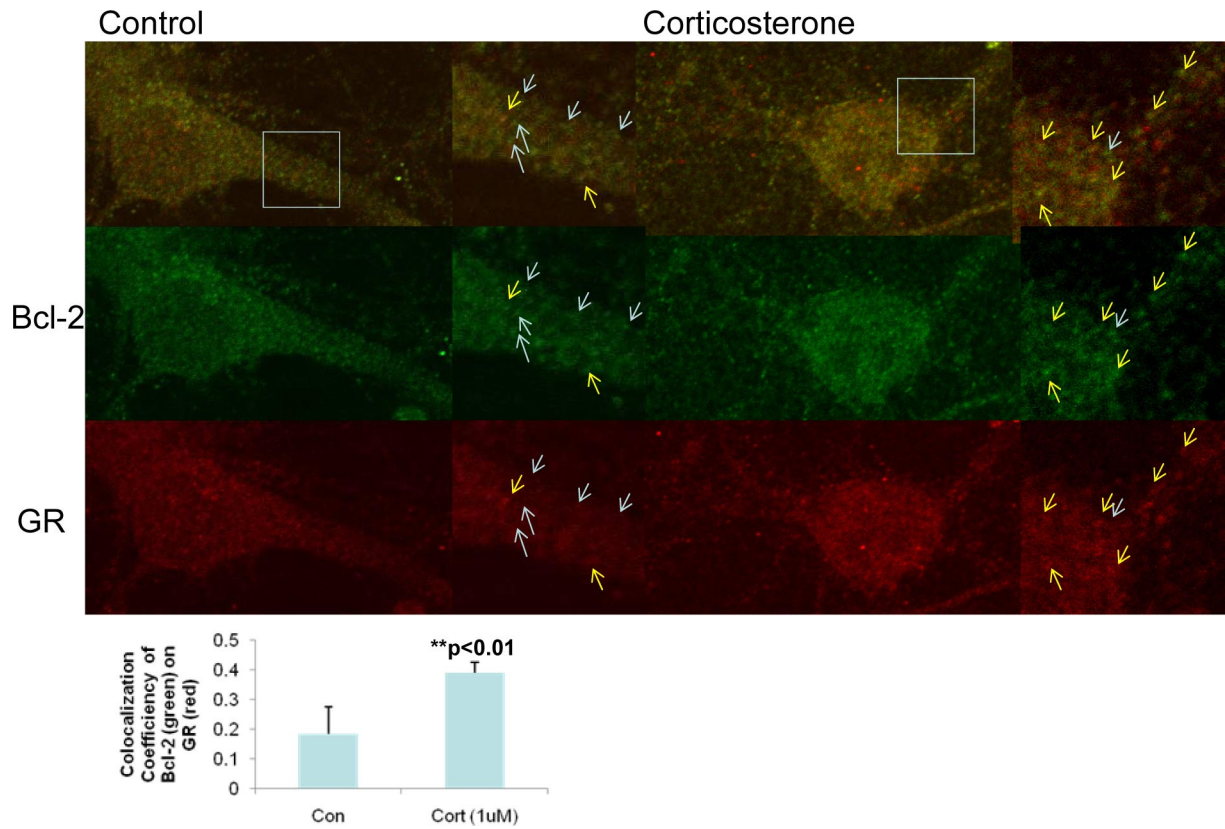 Control
Corticosterone
Bcl-2
GR
Colocalization
Coefficiency of
Bcl-2 (green) on
GR (red)
0.5
0.4
0.3
0.2
0.1
0
**p<0.01
Con
Cort (1uM)